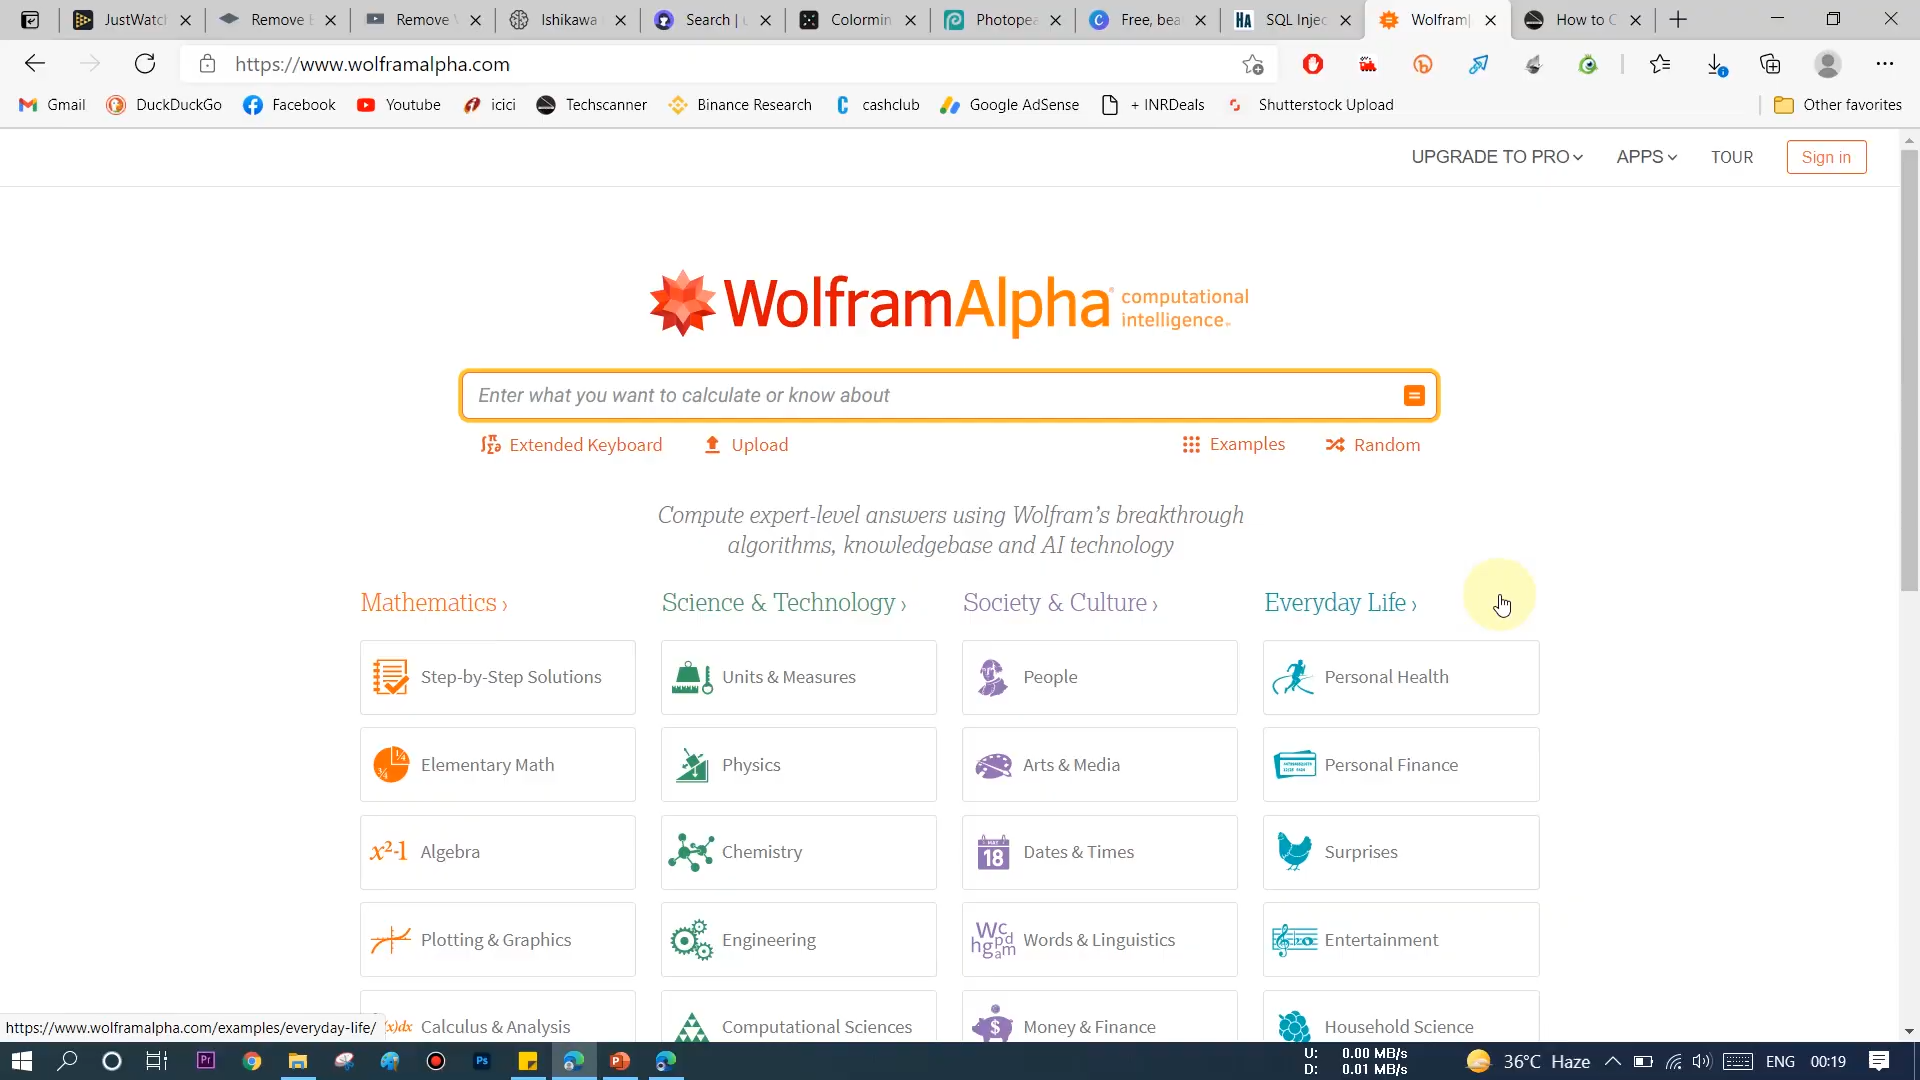 JustWatch
Remove
Remove
Ishikawa
Search |
Colormin
Photopea
Free, bea
SQL Injec
Wolfram|
How to C
https://www.wolframalpha.com
Gmail
DuckDuckGo
Facebook
Youtube
icici
Techscanner
Binance Research
cashclub
Google AdSense
+ INRDeals
Shutterstock Upload
Other favorites
UPGRADE TO PRO
APPS
TOUR
Sign in
WolframAlpha computational intelligence
Enter what you want to calculate or know about
Extended Keyboard
Upload
Examples
Random
Compute expert-level answers using Wolfram's breakthrough
algorithms, knowledgebase and AI technology
Mathematics ›
Science & Technology ›
Society & Culture ›
Everyday Life ›
Step-by-Step Solutions
Units & Measures
People
Personal Health
Elementary Math
Physics
Arts & Media
Personal Finance
x²-1 Algebra
Chemistry
MAY 18 Dates & Times
Surprises
Plotting & Graphics
Engineering
Words & Linguistics
Entertainment
Calculus & Analysis
Computational Sciences
Money & Finance
Household Science
https://www.wolframalpha.com/examples/everyday-life/
U: 0.00 MB/s
D: 0.01 MB/s
36°C Haze
ENG
00:19